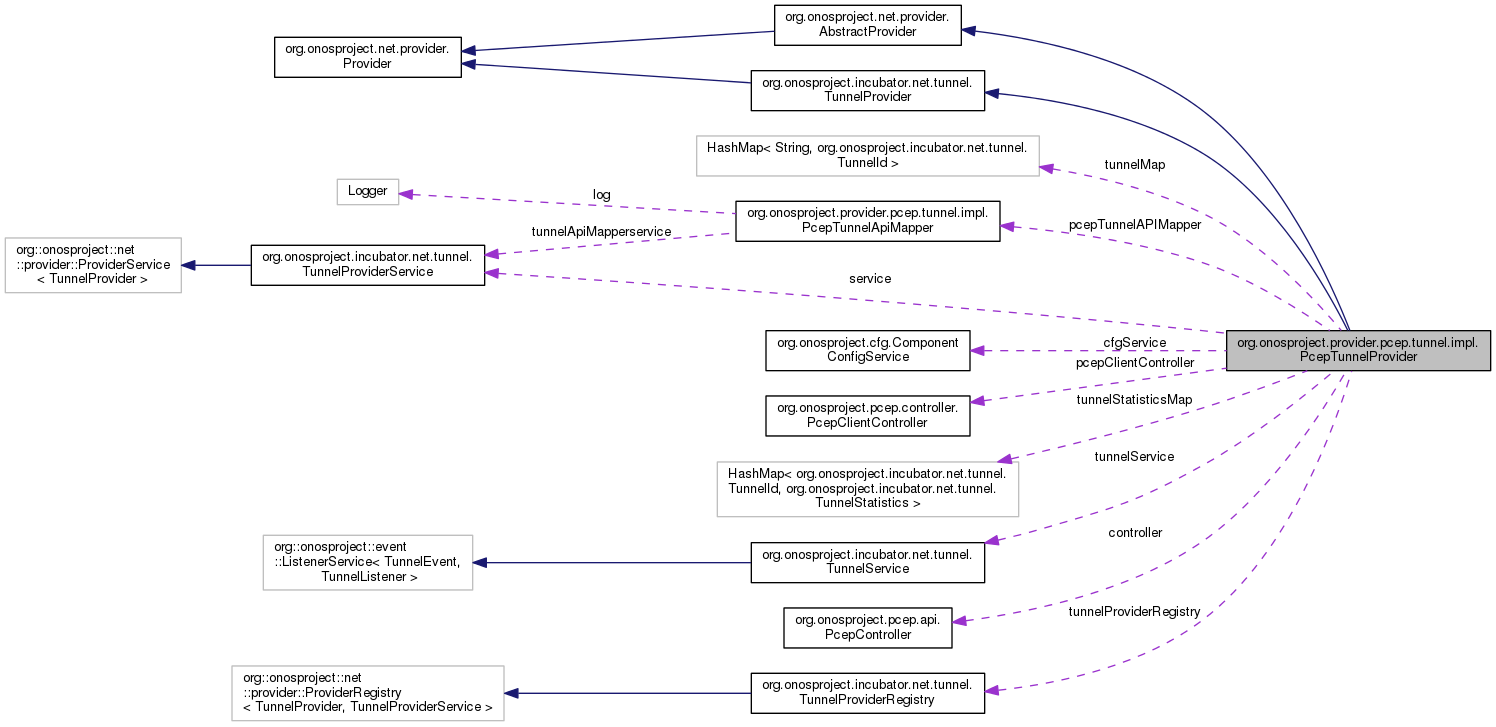 org.onosproject.net.provider.
AbstractProvider
org.onosproject.net.provider.
Provider
org.onosproject.incubator.net.tunnel.
TunnelProvider
HashMap< String, org.onosproject.incubator.net.tunnel.
TunnelId >
tunnelMap
Logger
log
org.onosproject.provider.pcep.tunnel.impl.
PcepTunnelApiMapper
pcepTunnelAPIMapper
tunnelApiMapperservice
org::onosproject::net
::provider::ProviderService
< TunnelProvider >
org.onosproject.incubator.net.tunnel.
TunnelProviderService
service
org.onosproject.cfg.Component
ConfigService
cfgService
org.onosproject.provider.pcep.tunnel.impl.
PcepTunnelProvider
pcepClientController
org.onosproject.pcep.controller.
PcepClientController
tunnelStatisticsMap
HashMap< org.onosproject.incubator.net.tunnel.
TunnelId, org.onosproject.incubator.net.tunnel.
TunnelStatistics >
tunnelService
org::onosproject::event
::ListenerService< TunnelEvent,
TunnelListener >
org.onosproject.incubator.net.tunnel.
TunnelService
controller
org.onosproject.pcep.api.
PcepController
tunnelProviderRegistry
org::onosproject::net
::provider::ProviderRegistry
< TunnelProvider, TunnelProviderService >
org.onosproject.incubator.net.tunnel.
TunnelProviderRegistry